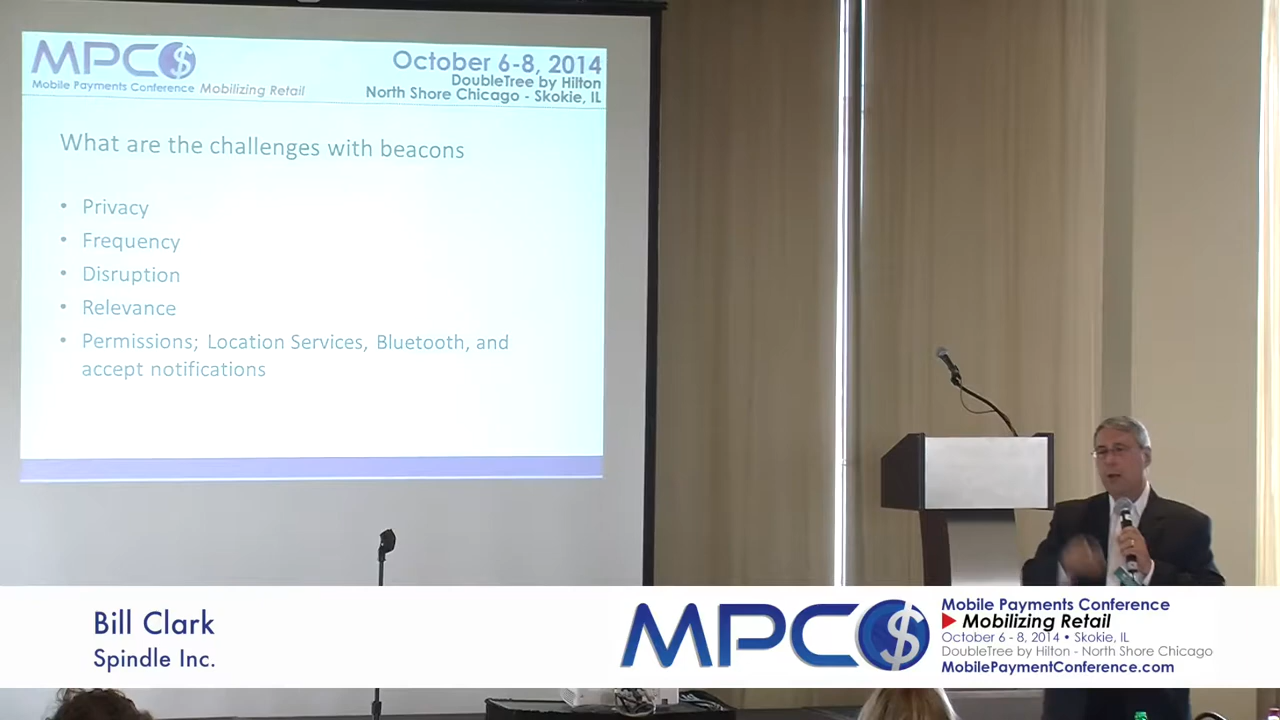 MPC$
October 6-8, 2014
DoubleTree by Hilton
Mobile Payments Conference Mobilizing Retail
North Shore Chicago - Skokie, IL
What are the challenges with beacons
• Privacy
• Frequency
• Disruption
• Relevance
• Permissions; Location Services, Bluetooth, and
accept notifications
Bill Clark
Spindle Inc.
MPC$
Mobile Payments Conference
Mobilizing Retail
October 6 - 8, 2014 • Skokie, IL
DoubleTree by Hilton - North Shore Chicago
MobilePaymentConference.com